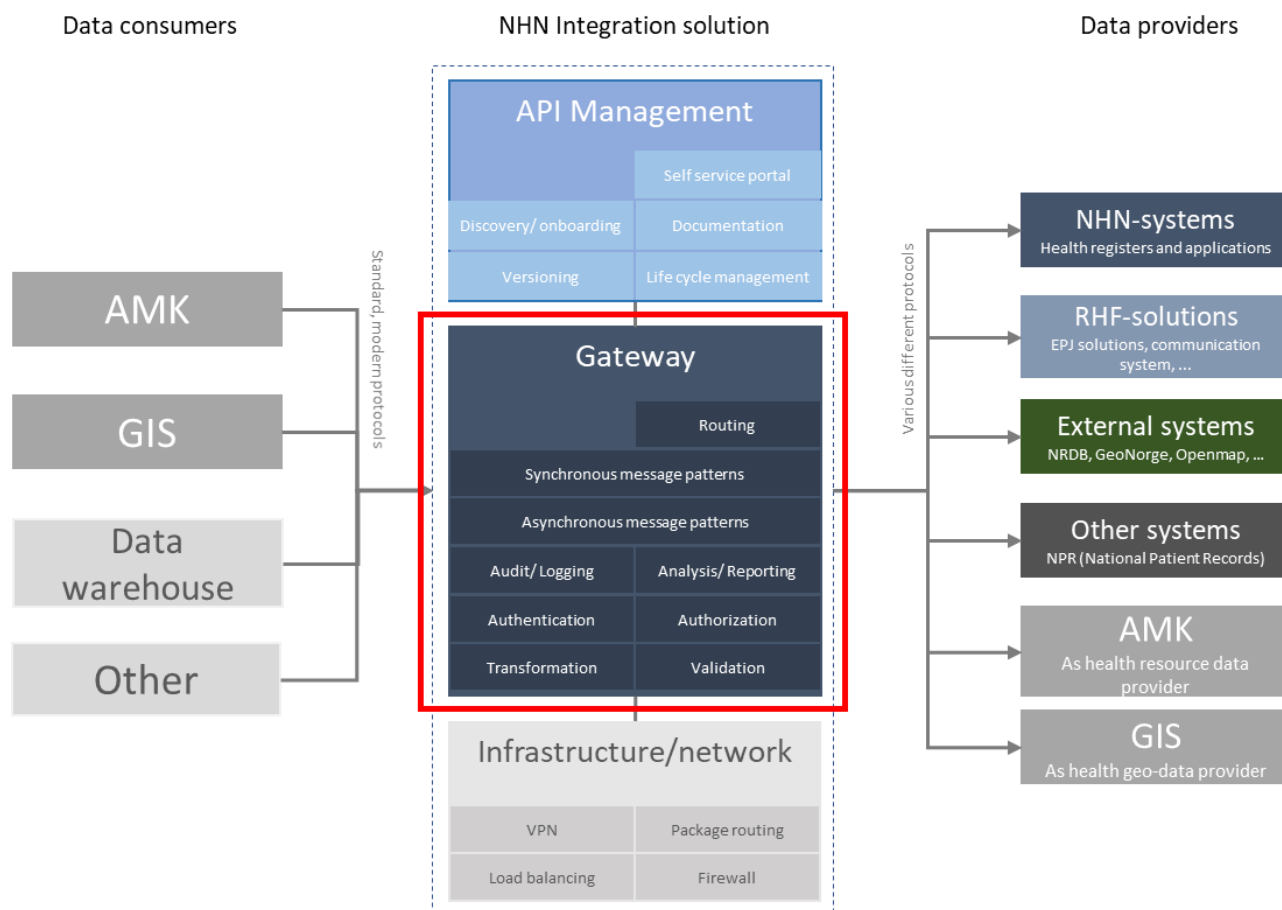 Data consumers
NHN Integration solution
Data providers
API Management
Self service portal
Discovery/ onboarding
Documentation
Versioning
Life cycle management
Standard, modern protocols
AMK
GIS
Data
warehouse
Other
Gateway
Routing
Synchronous message patterns
Asynchronous message patterns
Audit/ Logging
Analysis/ Reporting
Authentication
Authorization
Transformation
Validation
Infrastructure/network
VPN
Package routing
Load balancing
Firewall
Various different protocols
NHN-systems
Health registers and applications
RHF-solutions
EPJ solutions, communication
system, ...
External systems
NRDB, GeoNorge, Openmap, ...
Other systems
NPR (National Patient Records)
AMK
As health resource data
provider
GIS
As health geo-data provider